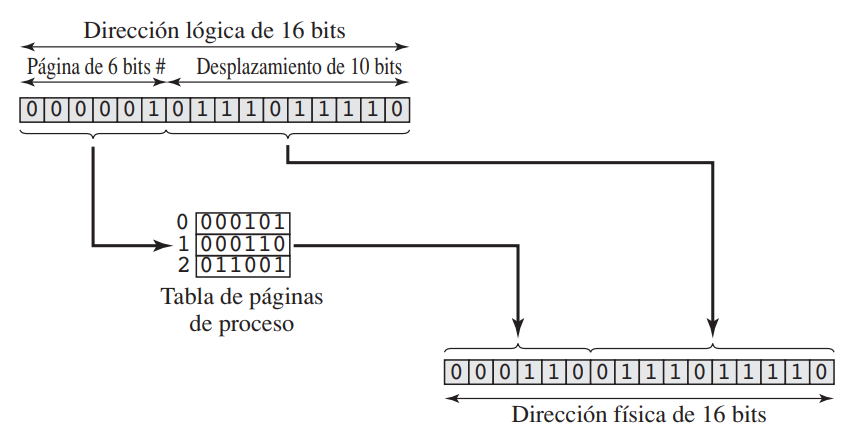 Dirección lógica de 16 bits
Página de 6 bits # Desplazamiento de 10 bits
0 0 0 0 0 1 0 1 1 1 0 1 1 1 1 0
0 000101
1 000110
2 011001
Tabla de páginas
de proceso
0 0 0 1 1 0 0 1 1 1 0 1 1 1 1 0
Dirección física de 16 bits